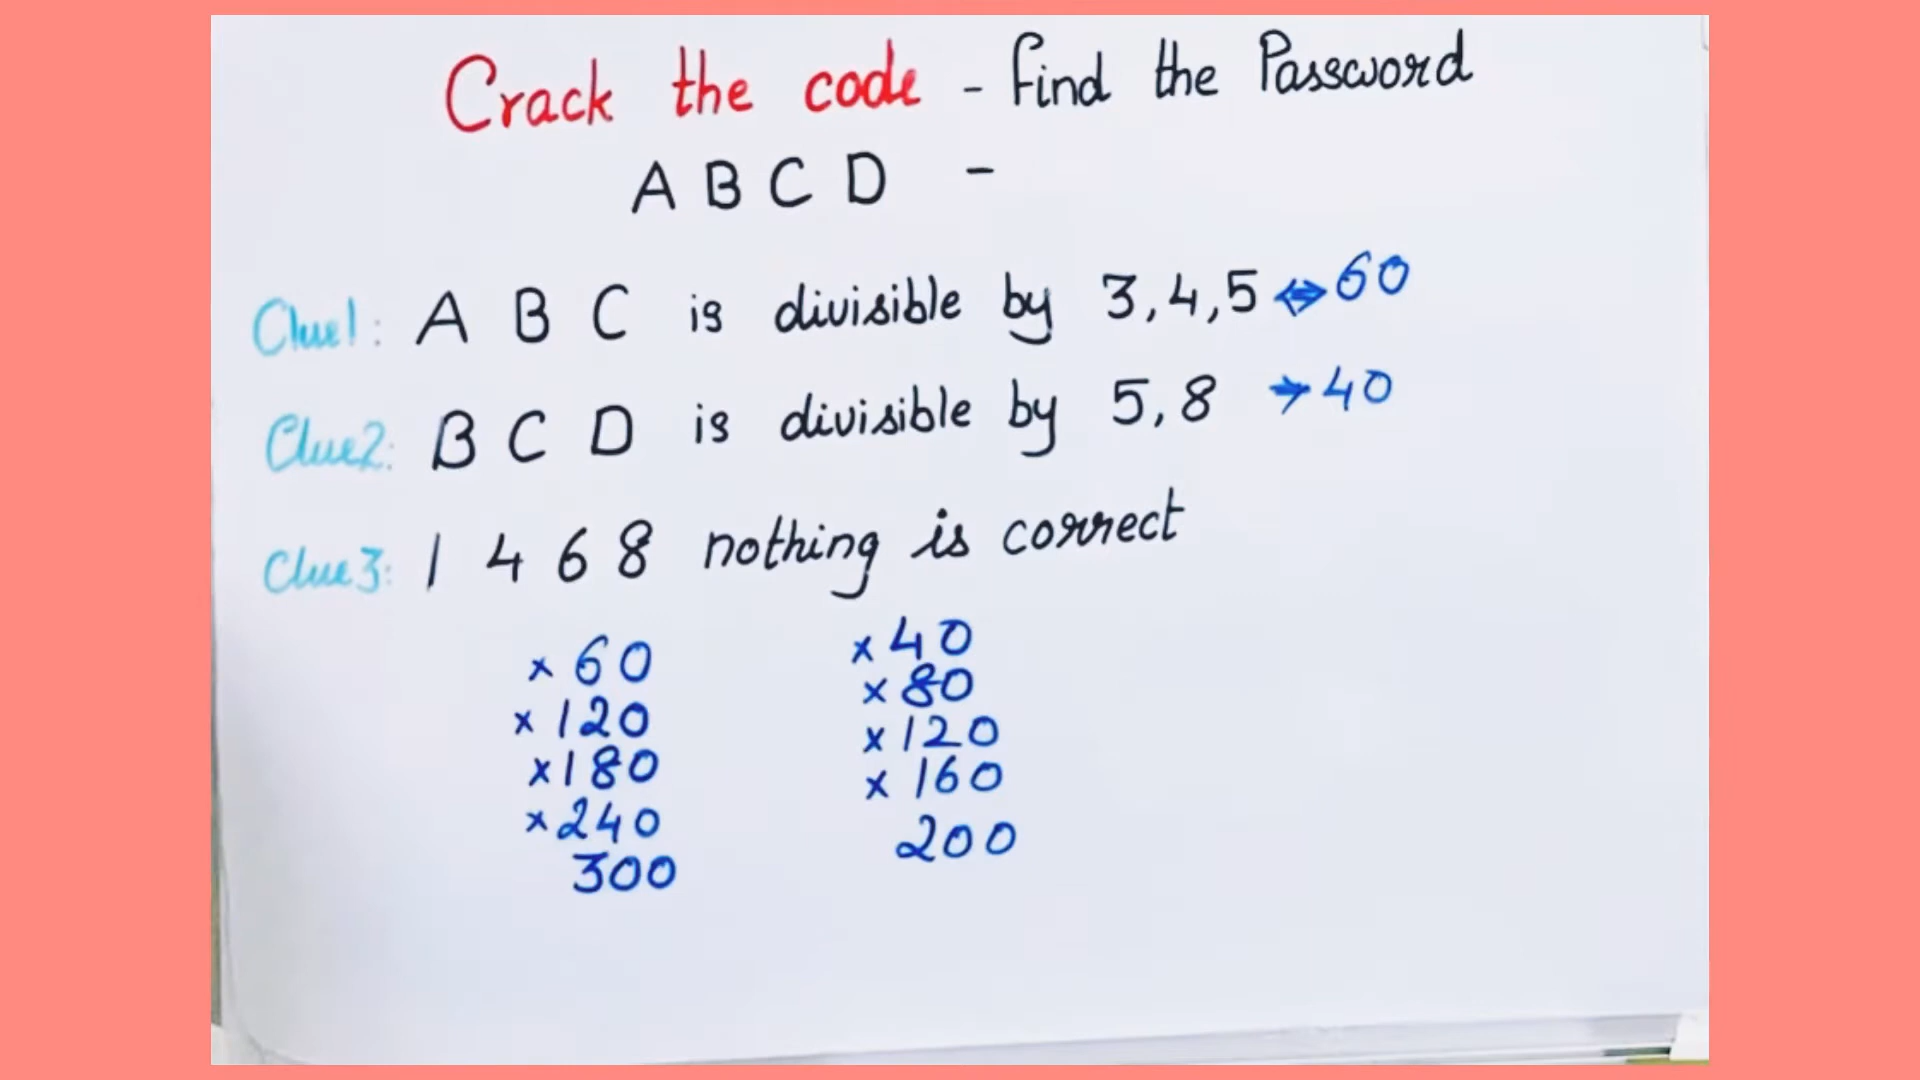 Crack the code - find the Password
A B C D -
Clue1: A B C is divisible by 3,4,5 ⇔ 60
Clue2: B C D is divisible by 5,8 → 40
Clue3: 1 4 6 8 nothing is correct
× 60
× 120
× 180
× 240
300
× 40
× 80
× 120
× 160
200